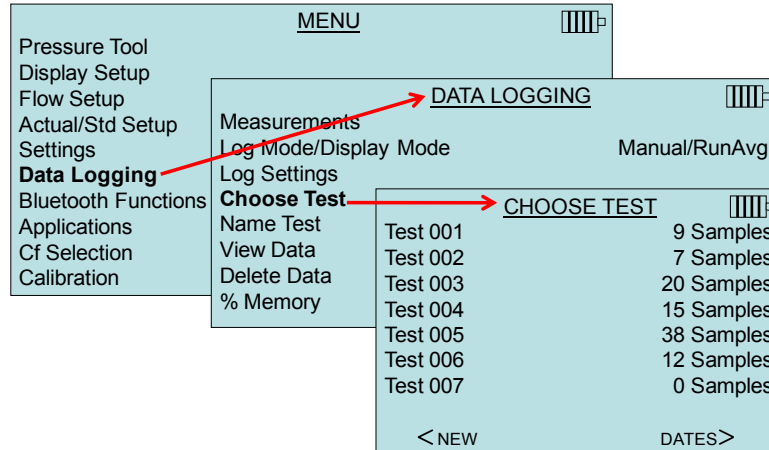 MENU
Pressure Tool
Display Setup
Flow Setup
Actual/Std Setup
Settings
Data Logging
Bluetooth Functions
Applications
Cf Selection
Calibration
DATA LOGGING
Measurements
Log Mode/Display Mode Manual/RunAvg
Log Settings
Choose Test
Name Test
View Data
Delete Data
% Memory
CHOOSE TEST
Test 001 9 Samples
Test 002 7 Samples
Test 003 20 Samples
Test 004 15 Samples
Test 005 38 Samples
Test 006 12 Samples
Test 007 0 Samples
<NEW DATES>